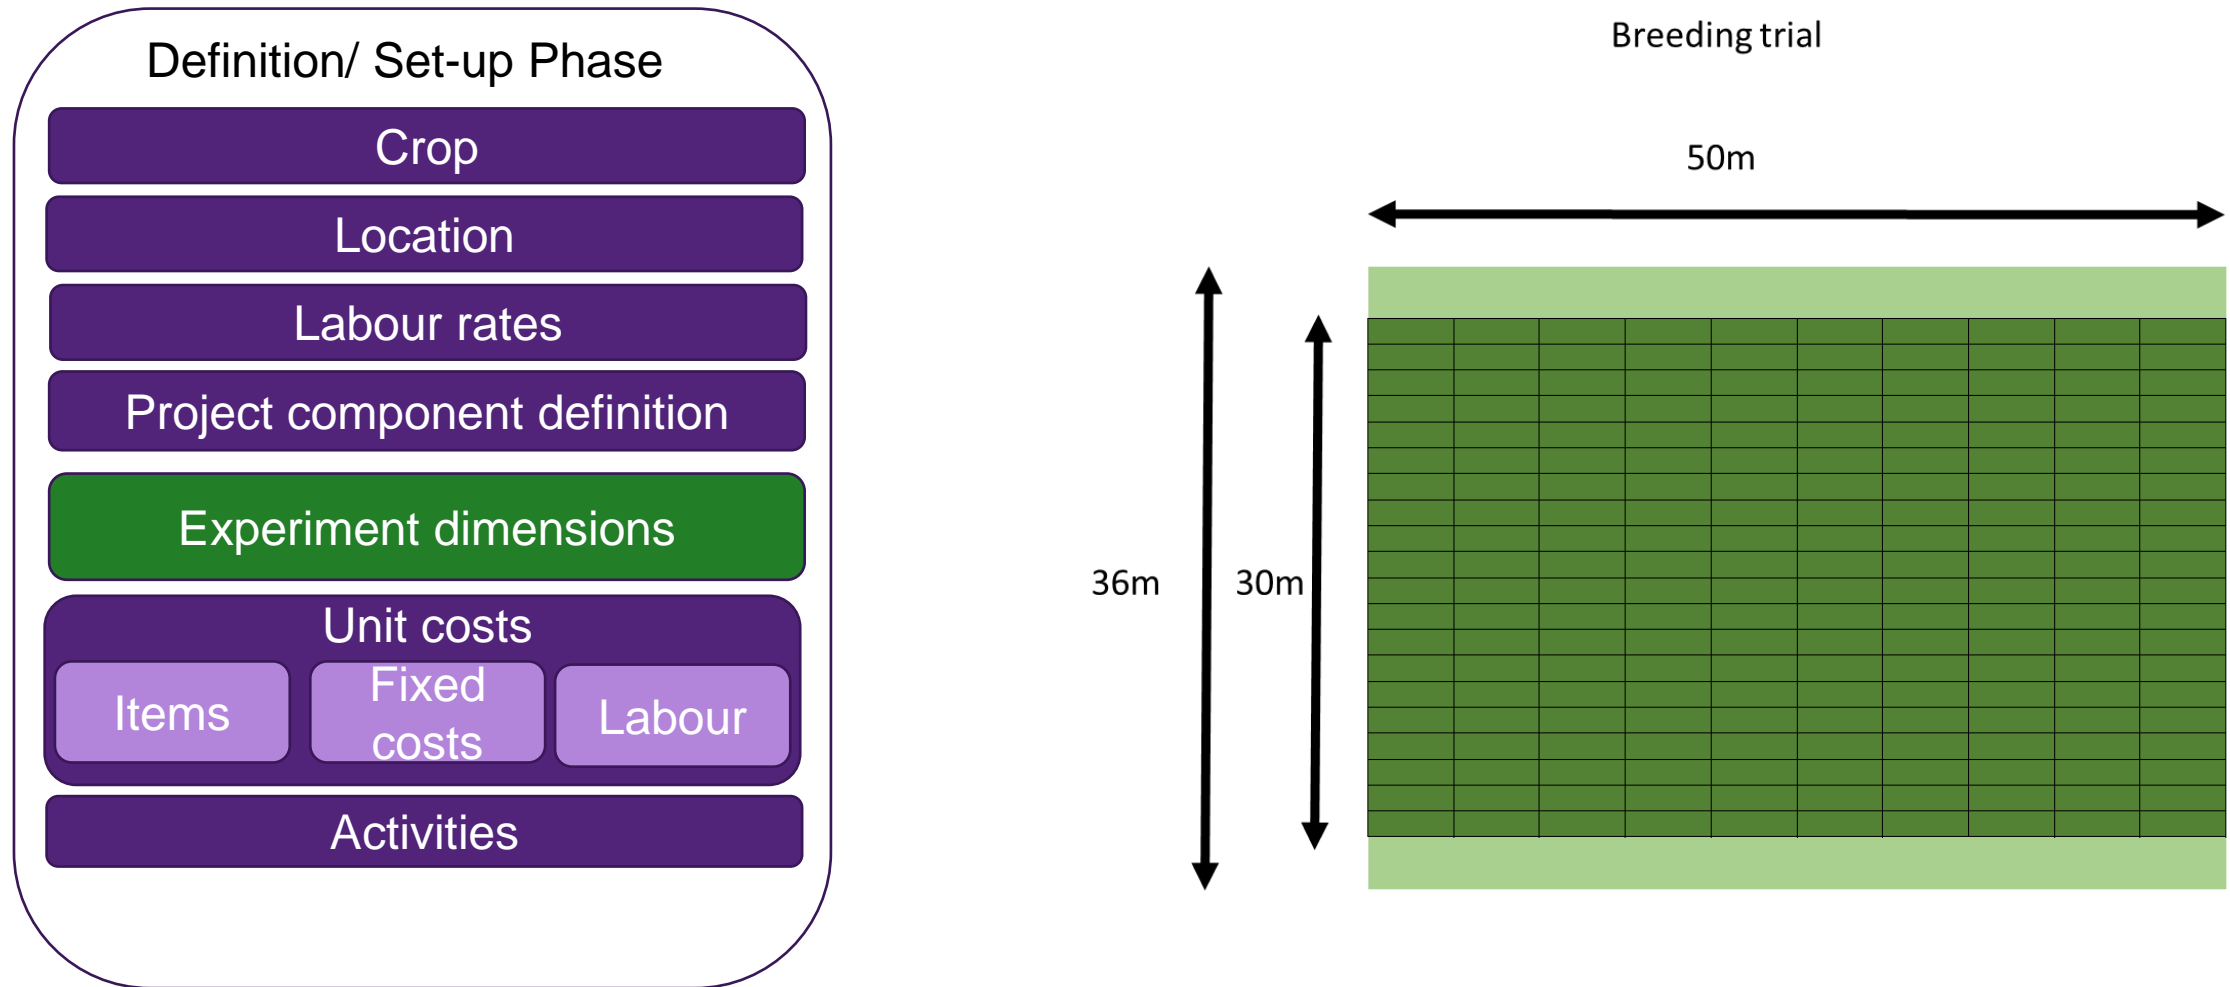 Definition/ Set-up Phase
Crop
Location
Labour rates
Project component definition
Experiment dimensions
Unit costs
Items
Fixed
costs
Labour
Activities
Breeding trial
50m
36m
30m